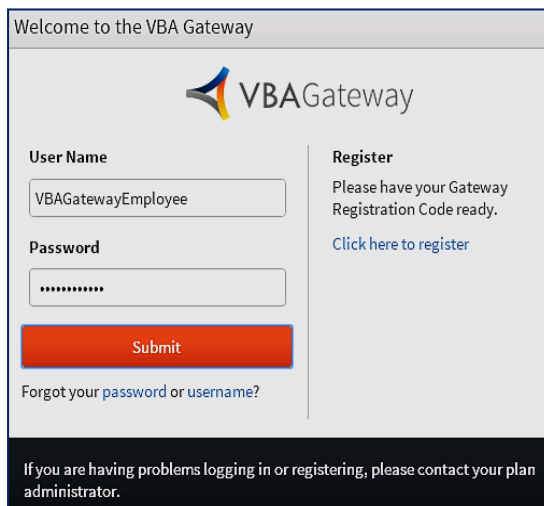 Welcome to the VBA Gateway
VBAGateway
User Name
VBAGatewayEmployee
Password
••••••••••••
Submit
Forgot your password or username?
Register
Please have your Gateway
Registration Code ready.
Click here to register
If you are having problems logging in or registering, please contact your plan
administrator.